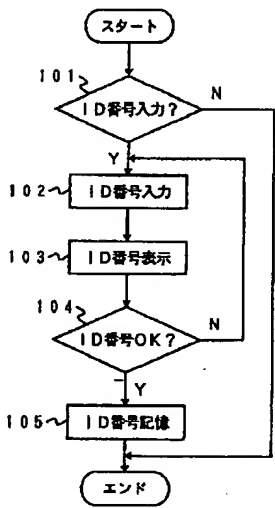 スタート
101
ID番号入力?
N
Y
102
ID番号入力
103
ID番号表示
104
ID番号OK?
N
Y
105
ID番号記憶
エンド